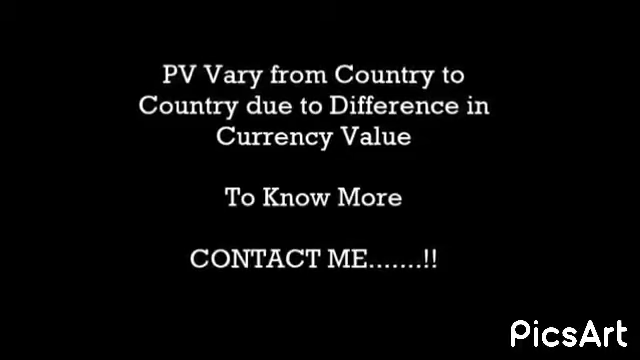 PV Vary from Country to
Country due to Difference in
Currency Value
To Know More
CONTACT ME.......!!
PicsArt